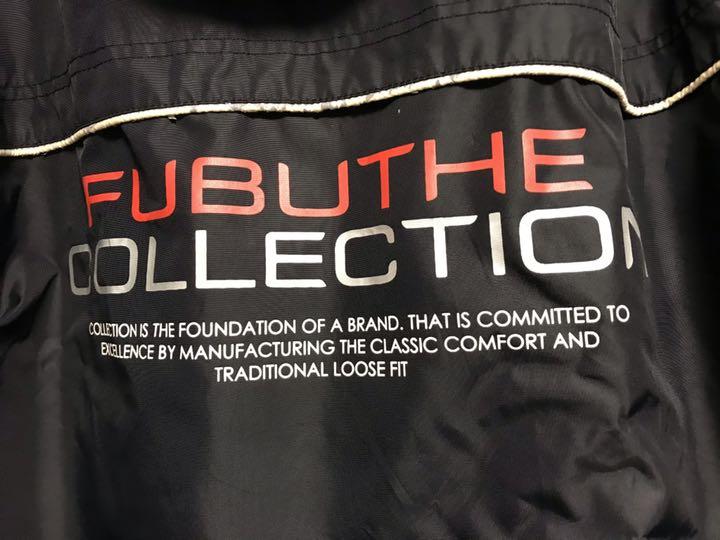 FUBUTHE
COLLECTION
COLLECTION IS THE FOUNDATION OF A BRAND. THAT IS COMMITTED TO
EXCELLENCE BY MANUFACTURING THE CLASSIC COMFORT AND
TRADITIONAL LOOSE FIT